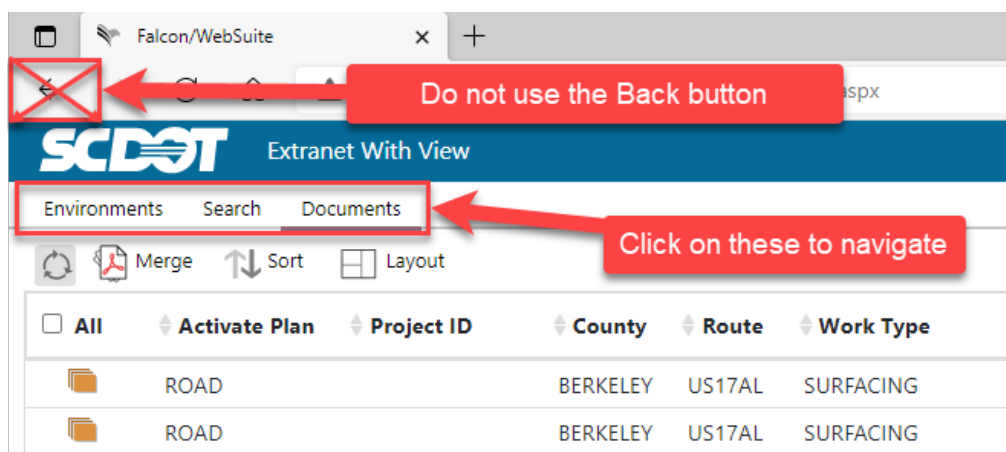 Falcon/WebSuite
Do not use the Back button
aspx
SCDOT Extranet With View
Environments Search Documents
Click on these to navigate
Merge Sort Layout
All Activate Plan Project ID County Route Work Type
ROAD BERKELEY US17AL SURFACING
ROAD BERKELEY US17AL SURFACING